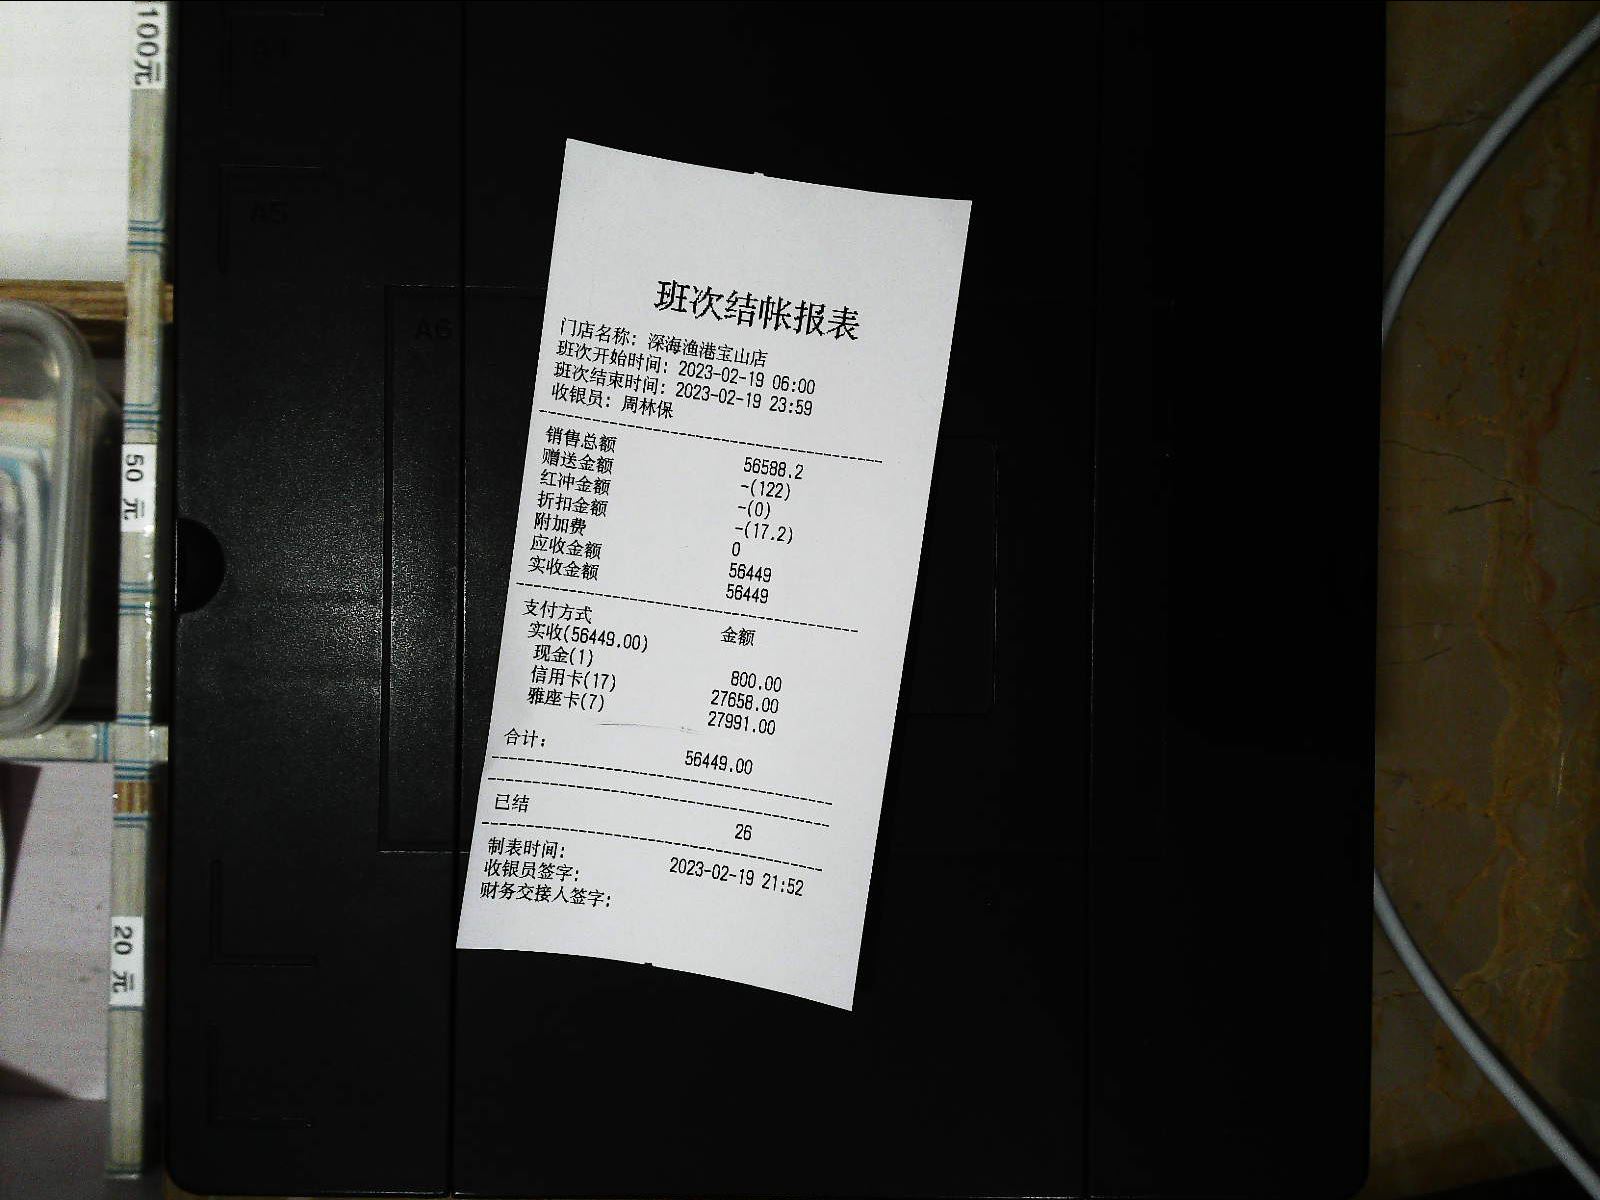 100元
A4
A5
A6
50 元
20 元
班次结帐报表
门店名称: 深海渔港宝山店
班次开始时间: 2023-02-19 06:00
班次结束时间: 2023-02-19 23:59
收银员: 周林保
销售总额 56588.2
赠送金额 -(122)
红冲金额 -(0)
折扣金额 -(17.2)
附加费 0
应收金额 56449
实收金额 56449
支付方式 金额
实收(56449.00)
现金(1) 800.00
信用卡(17) 27658.00
雅座卡(7) 27991.00
合计: 56449.00
已结 26
制表时间: 2023-02-19 21:52
收银员签字:
财务交接人签字: